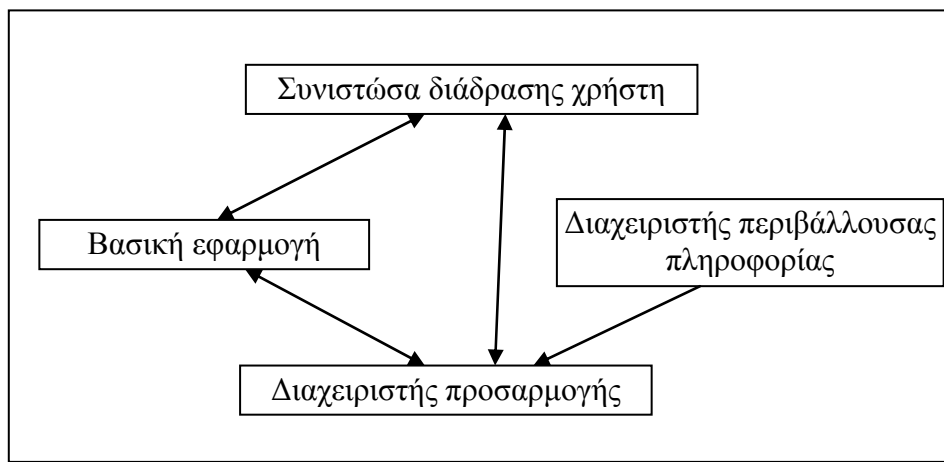 Συνιστώσα διάδρασης χρήστη
Βασική εφαρμογή
Διαχειριστής περιβάλλουσας
πληροφορίας
Διαχειριστής προσαρμογής